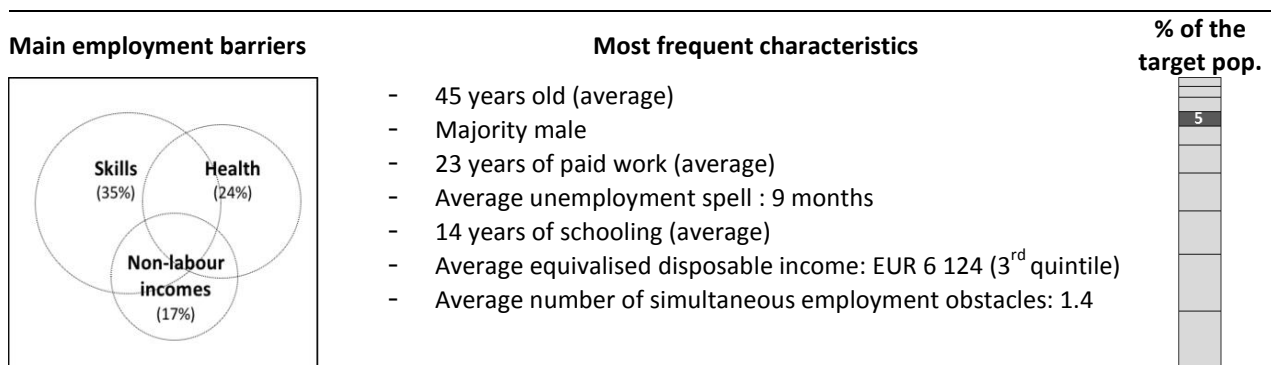 Main employment barriers
Most frequent characteristics
% of the
target pop.
Skills
(35%)
Health
(24%)
Non-labour
incomes
(17%)
- 45 years old (average)
- Majority male
- 23 years of paid work (average)
- Average unemployment spell : 9 months
- 14 years of schooling (average)
- Average equivalised disposable income: EUR 6 124 (3rd quintile)
- Average number of simultaneous employment obstacles: 1.4
5